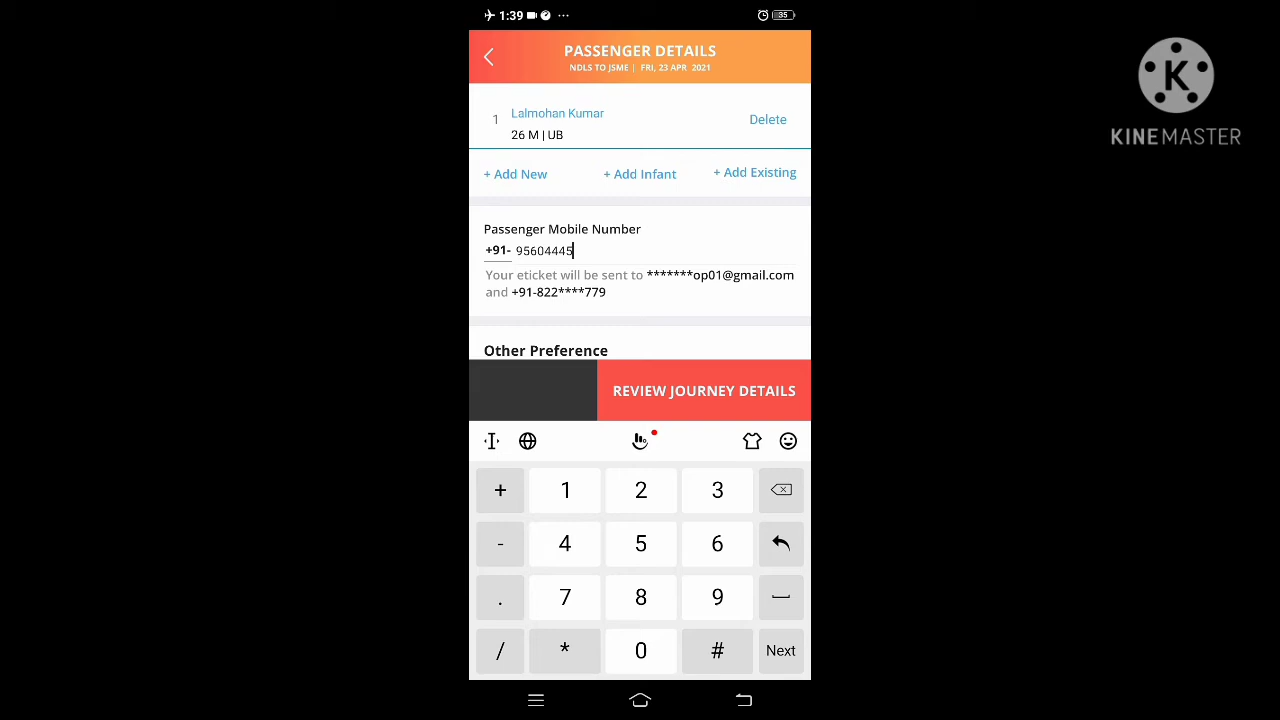 1:39 ... 35
PASSENGER DETAILS
NDLS TO JSME | FRI, 23 APR 2021
K
KINEMASTER
1 Lalmohan Kumar Delete
26 M | UB
+ Add New + Add Infant + Add Existing
Passenger Mobile Number
+91- 95604445
Your eticket will be sent to *******op01@gmail.com
and +91-822****779
Other Preference
REVIEW JOURNEY DETAILS
+ 1 2 3
- 4 5 6
. 7 8 9
/ * 0 # Next